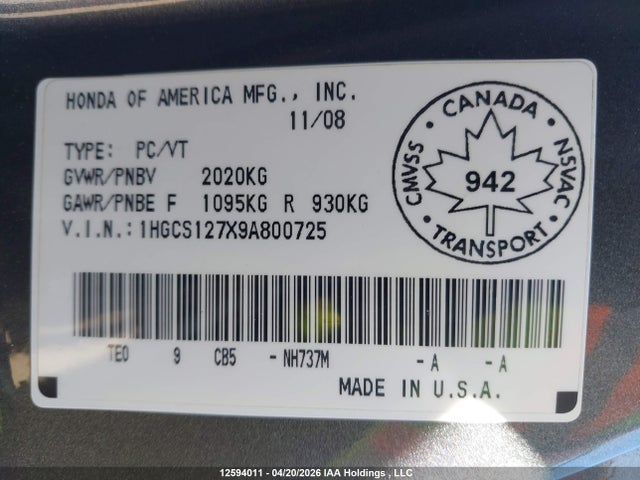 HONDA OF AMERICA MFG., INC.
11/08
TYPE: PC/VT
GVWR/PNBV 2020KG
GAWR/PNBE F 1095KG R 930KG
V.I.N.: 1HGCS127X9A800725
CANADA
CMVSS
942
NSVAC
TRANSPORT
TE0 9 CB5 - NH737M - A - A
MADE IN U.S.A.
12594011 - 04/20/2026 IAA Holdings , LLC